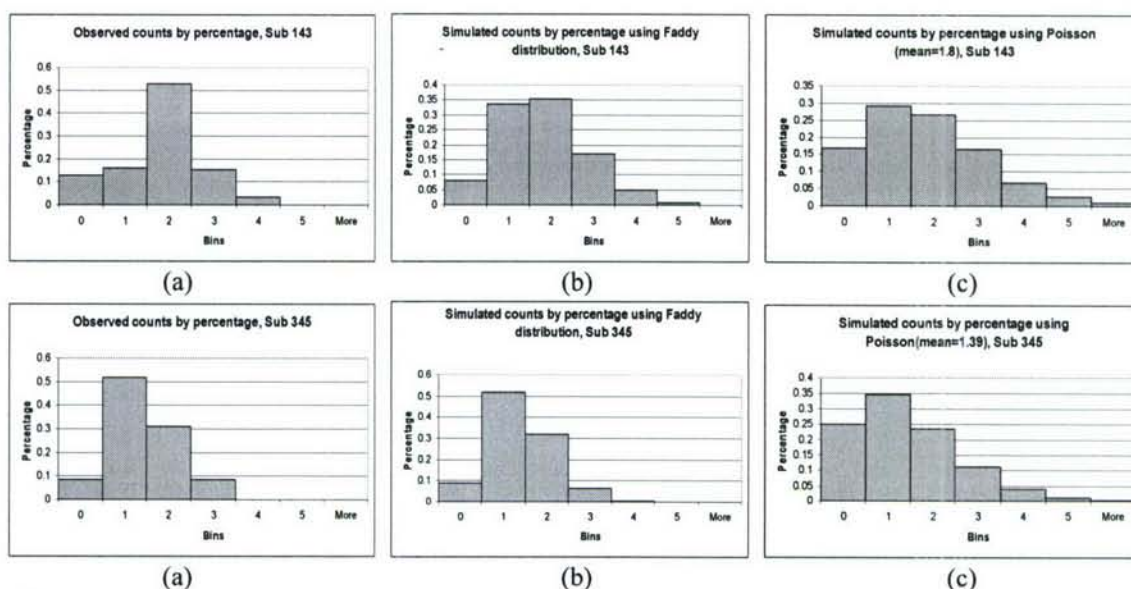 Observed counts by percentage, Sub 143
0.6
0.5
0.4
0.3
0.2
0.1
0
Percentage
0 1 2 3 4 5 More
Bins
(a)
Simulated counts by percentage using Faddy
distribution, Sub 143
0.4
0.35
0.3
0.25
0.2
0.15
0.1
0.05
0
Percentage
0 1 2 3 4 5 More
Bins
(b)
Simulated counts by percentage using Poisson
(mean=1.8), Sub 143
0.35
0.3
0.25
0.2
0.15
0.1
0.05
0
Percentage
0 1 2 3 4 5 More
Bins
(c)
Observed counts by percentage, Sub 345
0.6
0.5
0.4
0.3
0.2
0.1
0
Percentage
0 1 2 3 4 5 More
Bins
(a)
Simulated counts by percentage using Faddy
distribution, Sub 345
0.6
0.5
0.4
0.3
0.2
0.1
0
Percentage
0 1 2 3 4 5 More
Bins
(b)
Simulated counts by percentage using
Poisson(mean=1.39), Sub 345
0.4
0.35
0.3
0.25
0.2
0.15
0.1
0.05
0
Percentage
0 1 2 3 4 5 More
Bins
(c)